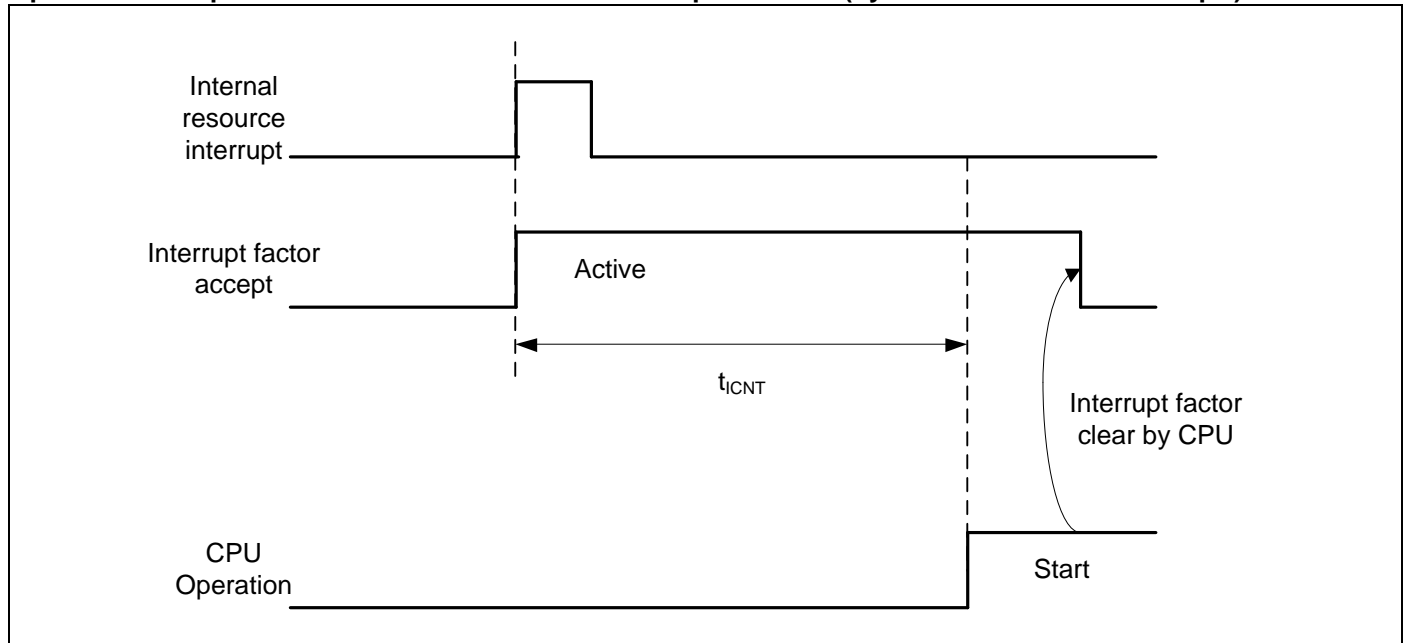 Internal
resource
interrupt
Interrupt factor
accept
Active
tICNT
Interrupt factor
clear by CPU
CPU
Operation
Start